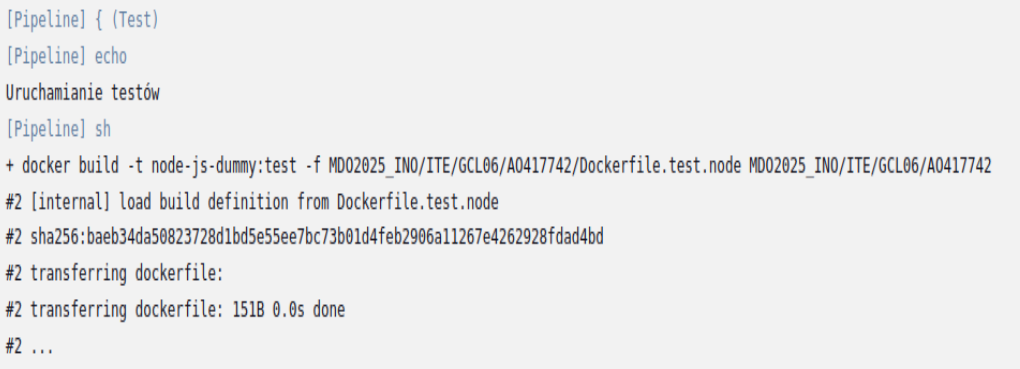 [Pipeline] { (Test)
[Pipeline] echo
Uruchamianie testów
[Pipeline] sh
+ docker build -t node-js-dummy:test -f MDO2025_INO/ITE/GCL06/AO417742/Dockerfile.test.node MDO2025_INO/ITE/GCL06/AO417742
#2 [internal] load build definition from Dockerfile.test.node
#2 sha256:baeb34da50823728d1bd5e55ee7bc73b01d4feb2906a11267e4262928fdad4bd
#2 transferring dockerfile:
#2 transferring dockerfile: 151B 0.0s done
#2 ...